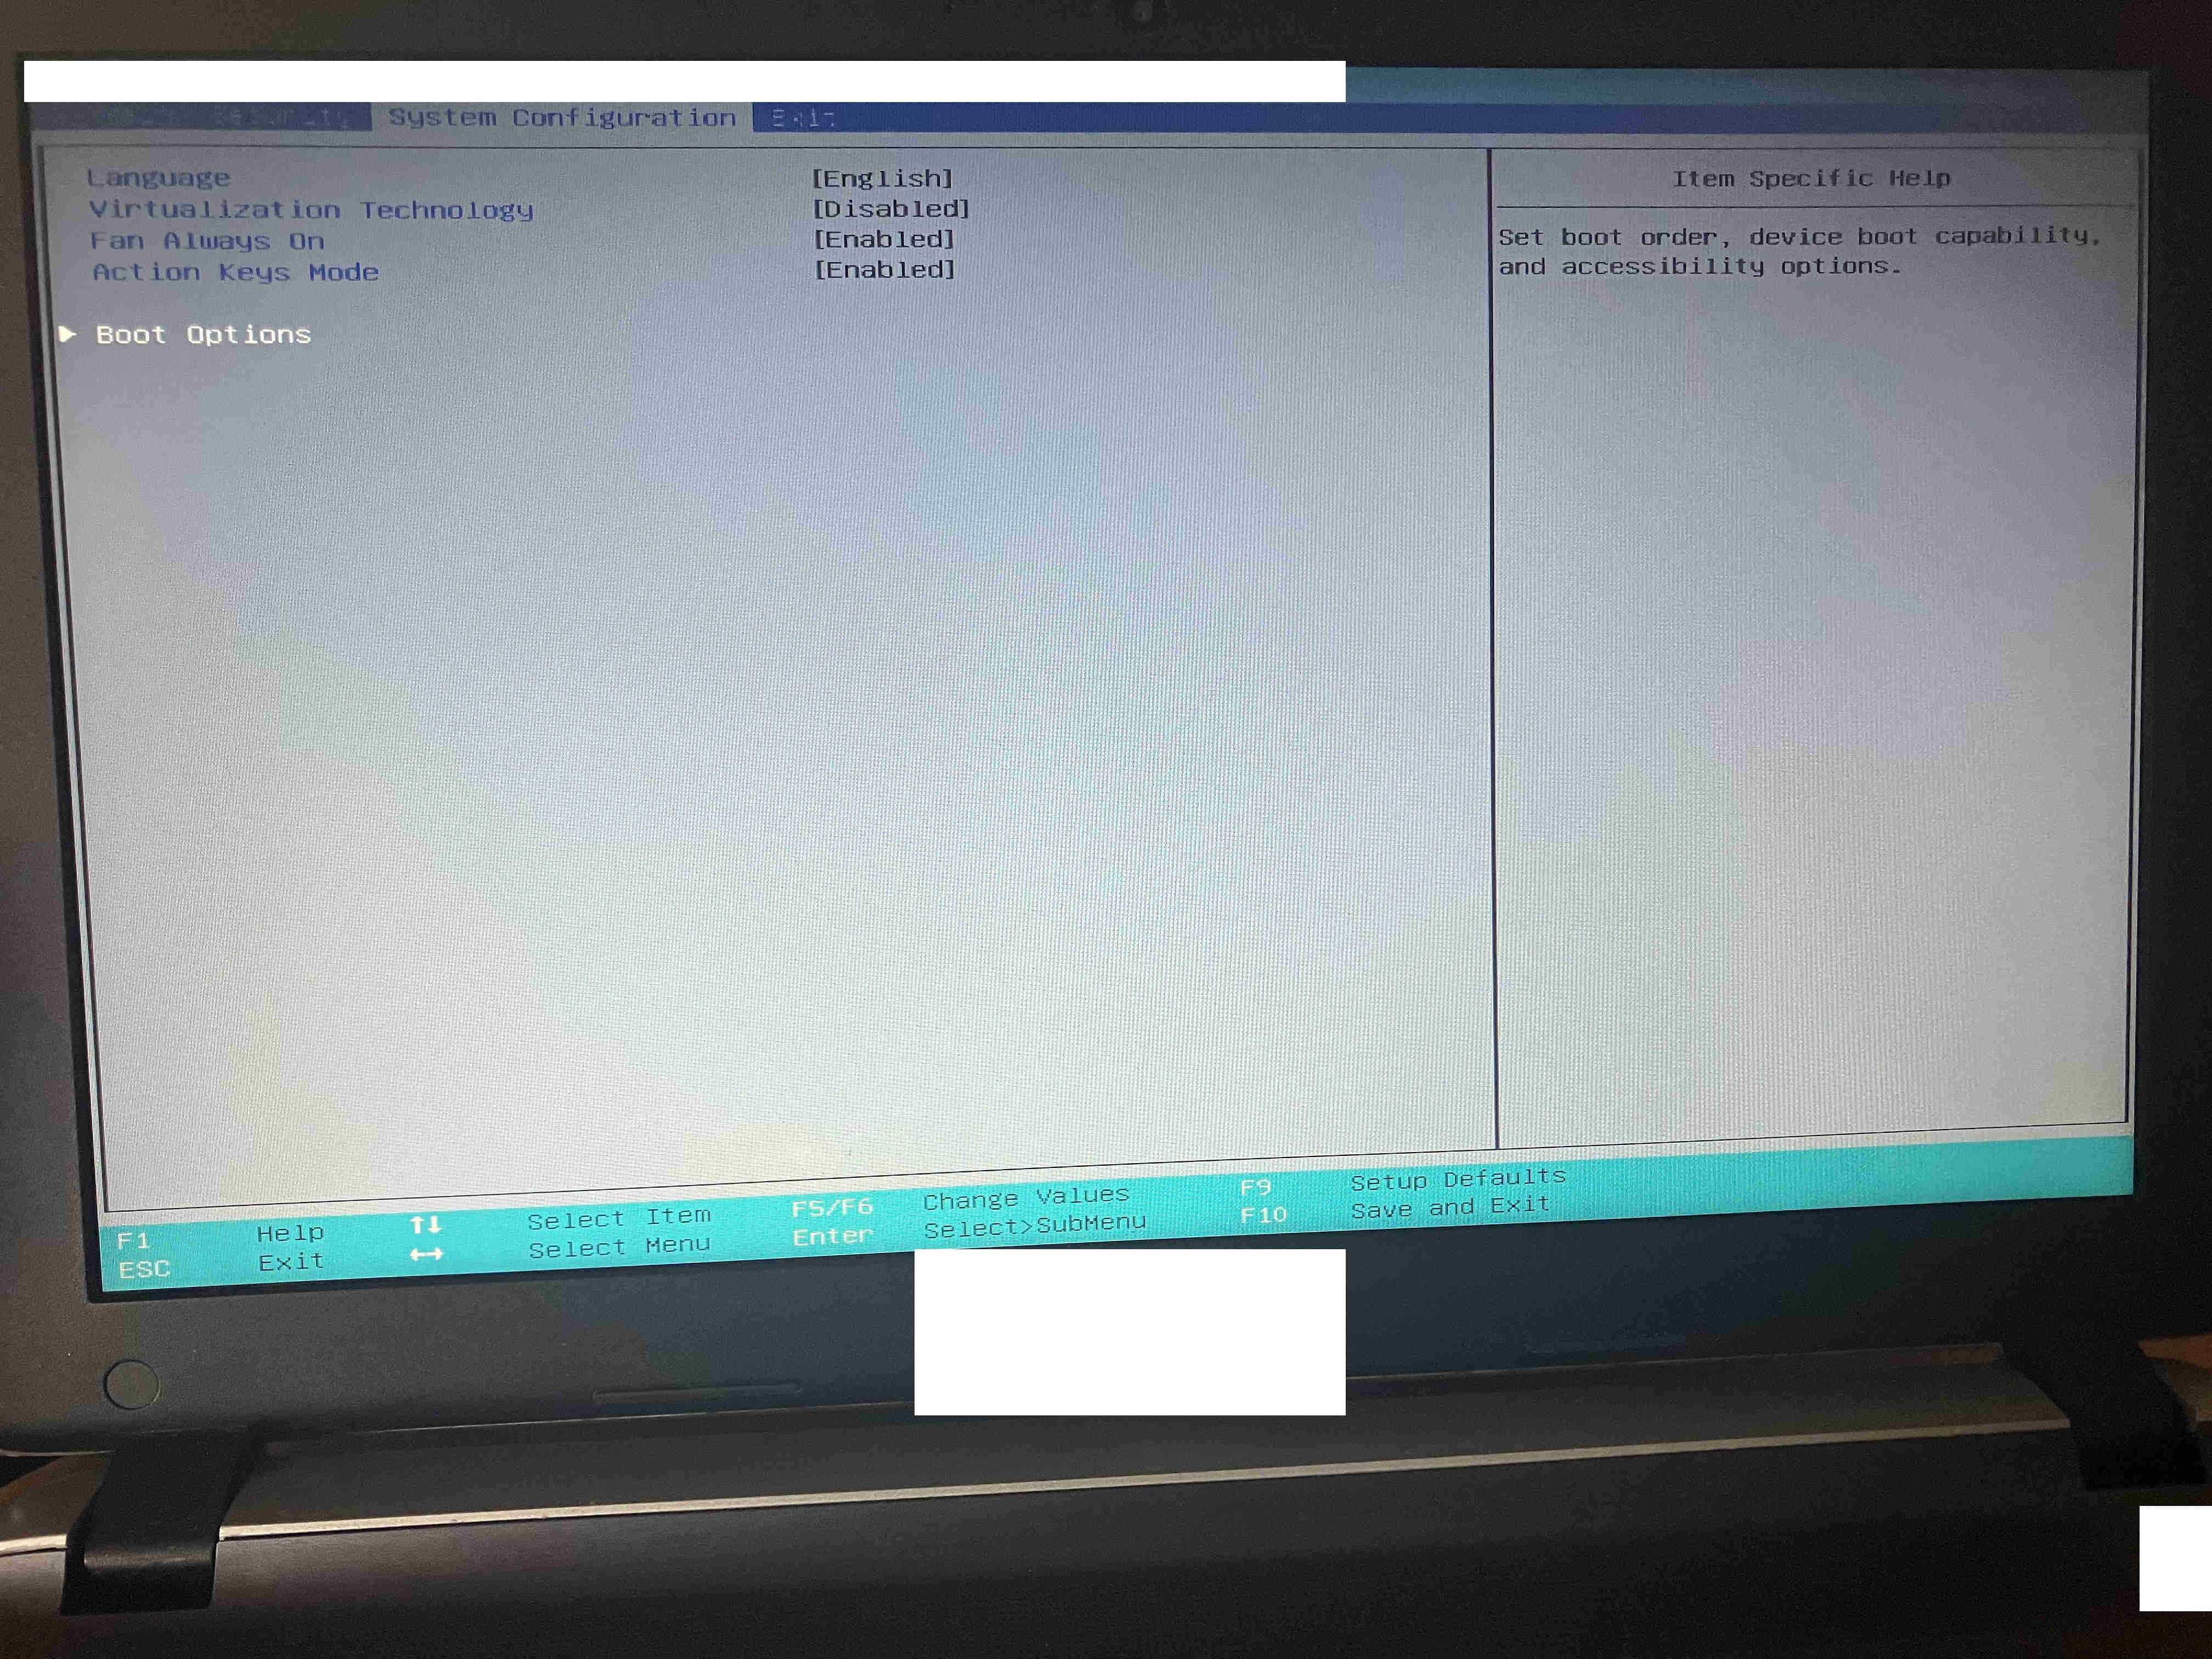 System Configuration Exit
Language [English]
Virtualization Technology [Disabled]
Fan Always On [Enabled]
Action Keys Mode [Enabled]
Boot Options
Item Specific Help
Set boot order, device boot capability,
and accessibility options.
F1 Help ↑↓ Select Item F5/F6 Change Values F9 Setup Defaults
ESC Exit ↔ Select Menu Enter Select>SubMenu F10 Save and Exit